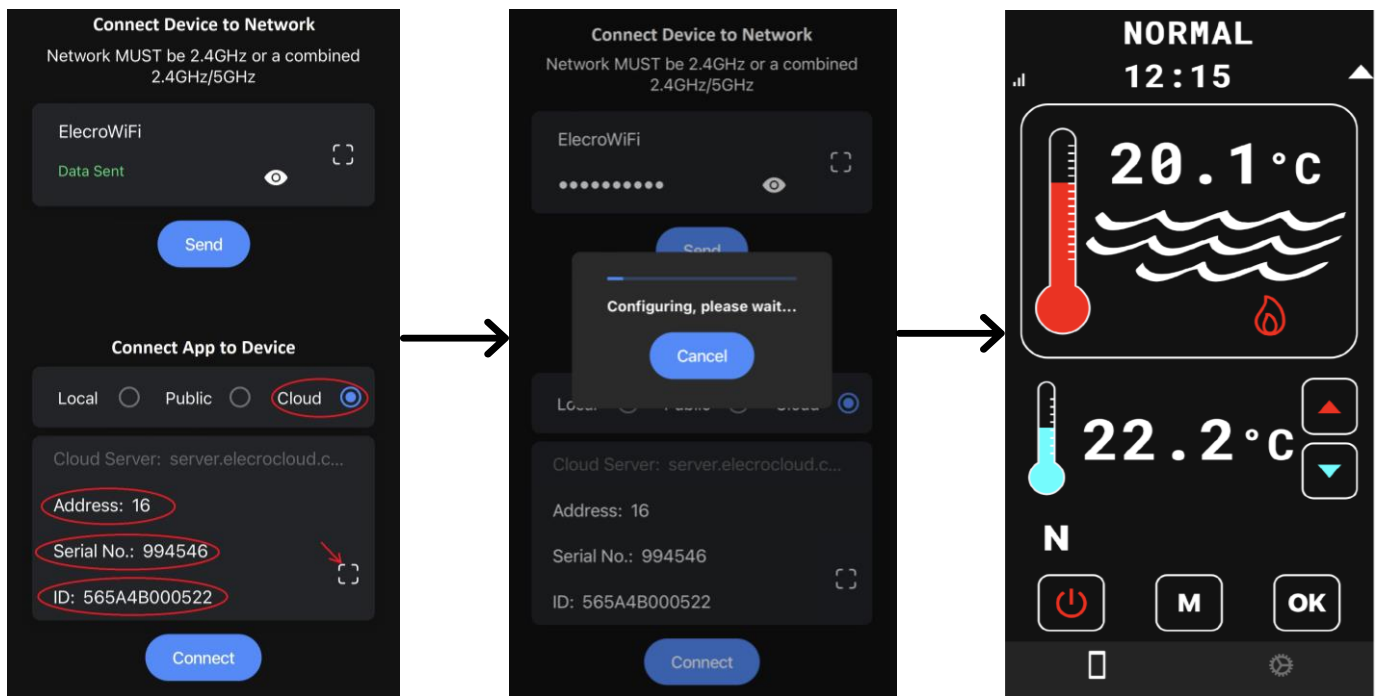 Connect Device to Network
Network MUST be 2.4GHz or a combined
2.4GHz/5GHz
ElecroWiFi
Data Sent
Send
Connect App to Device
Local Public Cloud
Cloud Server: server.elecrocloud.c...
Address: 16
Serial No.: 994546
ID: 565A4B000522
Connect
Connect Device to Network
Network MUST be 2.4GHz or a combined
2.4GHz/5GHz
ElecroWiFi
••••••••••
Send
Configuring, please wait...
Cancel
Cloud Server: server.elecrocloud.c...
Address: 16
Serial No.: 994546
ID: 565A4B000522
Connect
NORMAL
12:15
20.1°C
22.2°C
N
M OK